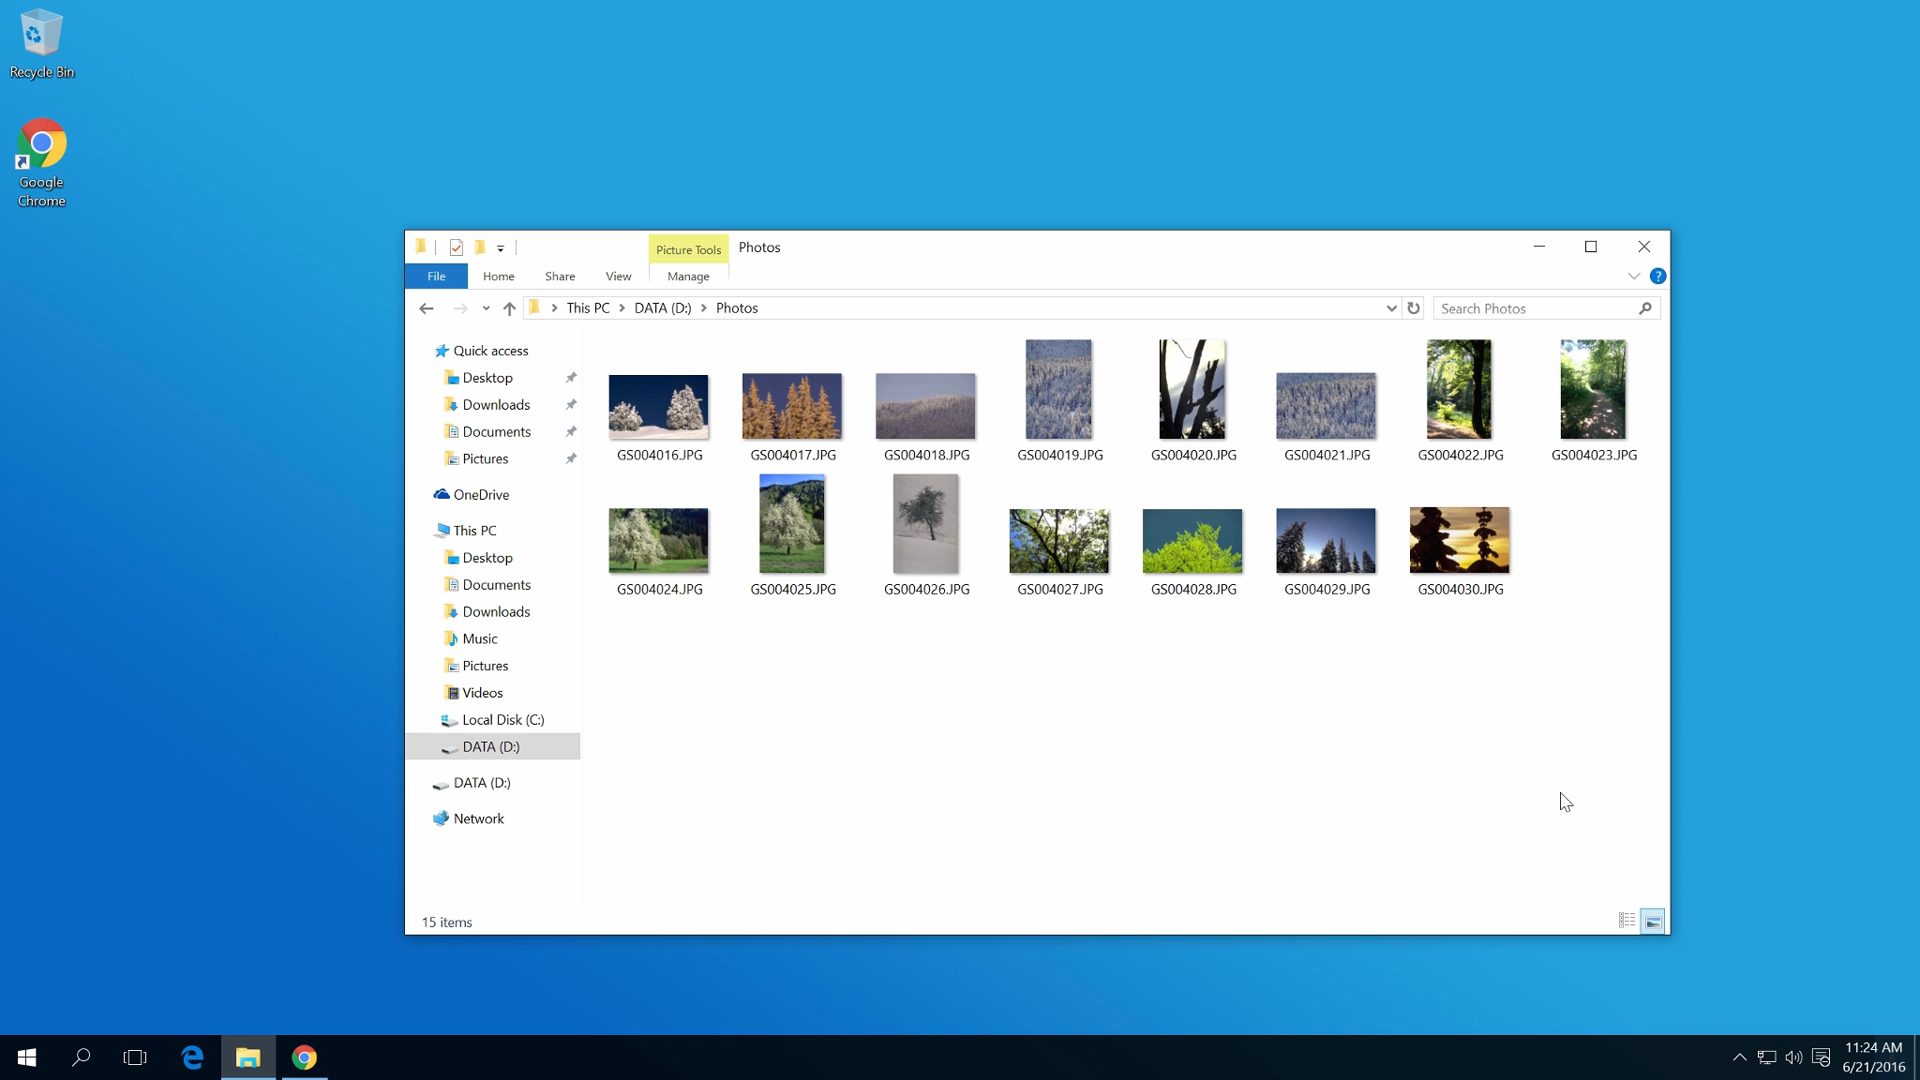 Recycle Bin
Google
Chrome
Picture Tools
Photos
File
Home
Share
View
Manage
This PC
DATA (D:)
Photos
Search Photos
Quick access
Desktop
Downloads
Documents
Pictures
OneDrive
This PC
Desktop
Documents
Downloads
Music
Pictures
Videos
Local Disk (C:)
DATA (D:)
DATA (D:)
Network
GS004016.JPG
GS004017.JPG
GS004018.JPG
GS004019.JPG
GS004020.JPG
GS004021.JPG
GS004022.JPG
GS004023.JPG
GS004024.JPG
GS004025.JPG
GS004026.JPG
GS004027.JPG
GS004028.JPG
GS004029.JPG
GS004030.JPG
15 items
11:24 AM
6/21/2016